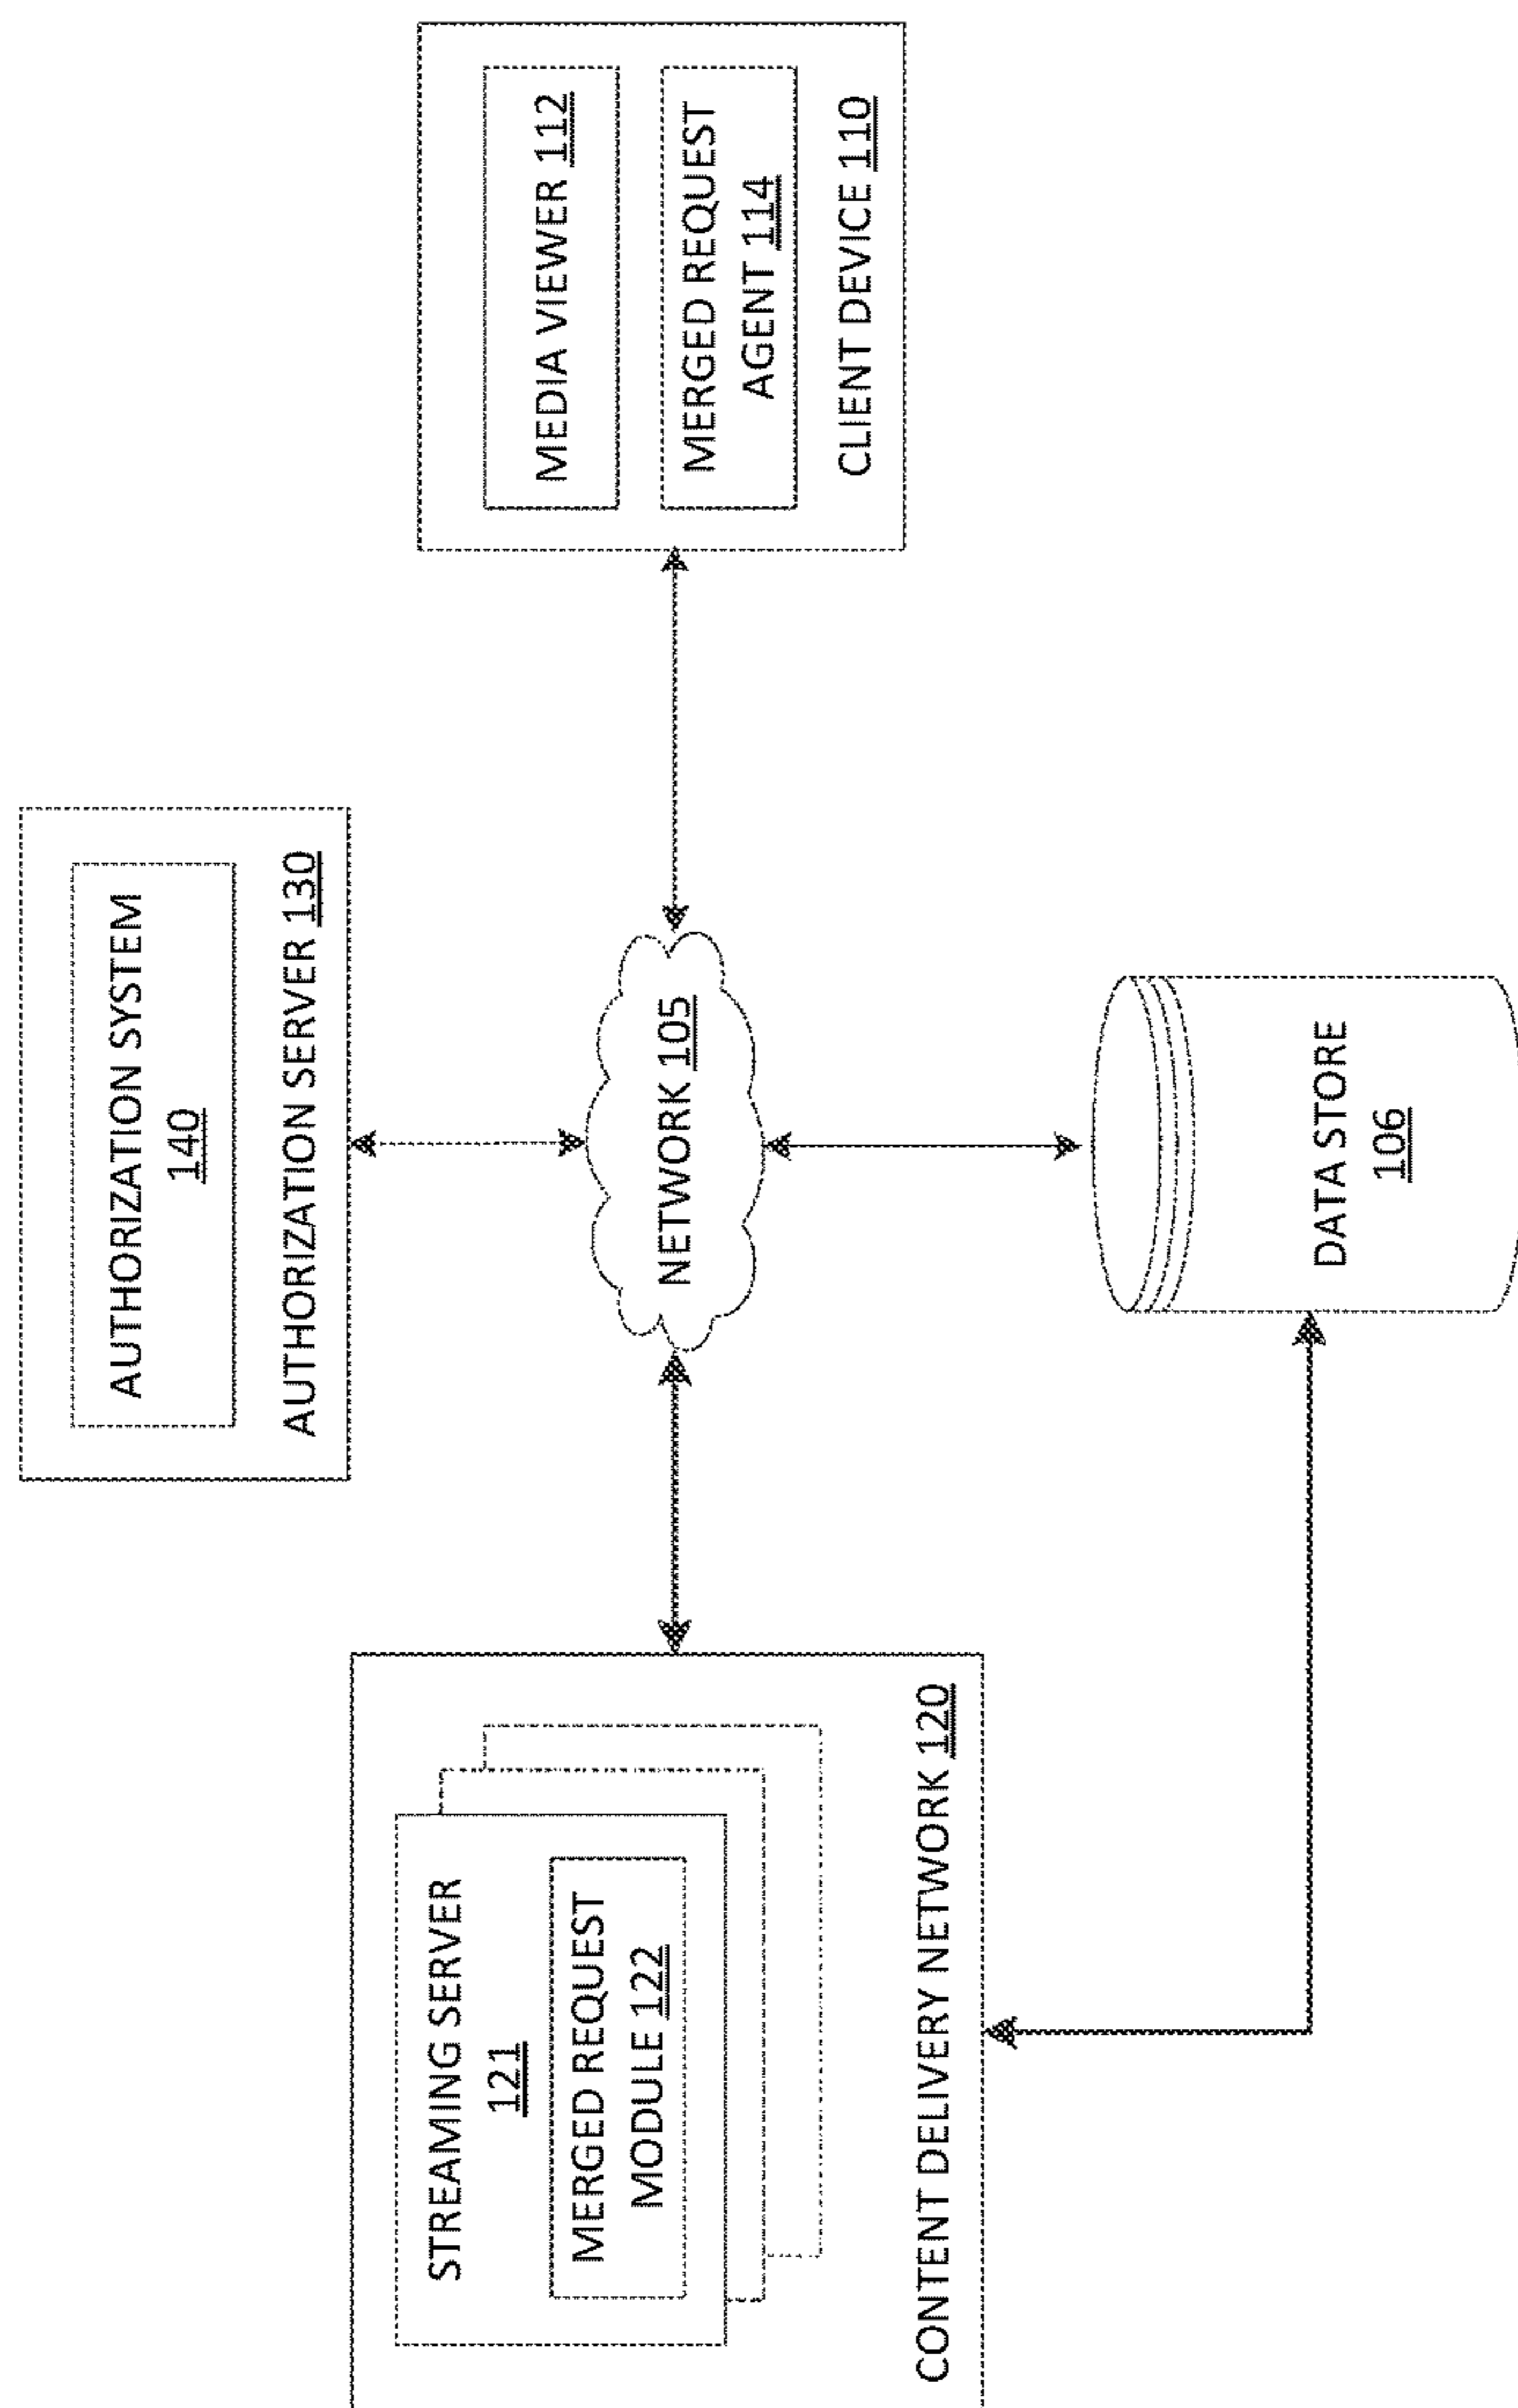 AUTHORIZATION SYSTEM
140
AUTHORIZATION SERVER 130
STREAMING SERVER
121
MERGED REQUEST
MODULE 122
CONTENT DELIVERY NETWORK 120
NETWORK 105
MEDIA VIEWER 112
MERGED REQUEST
AGENT 114
CLIENT DEVICE 110
DATA STORE
106